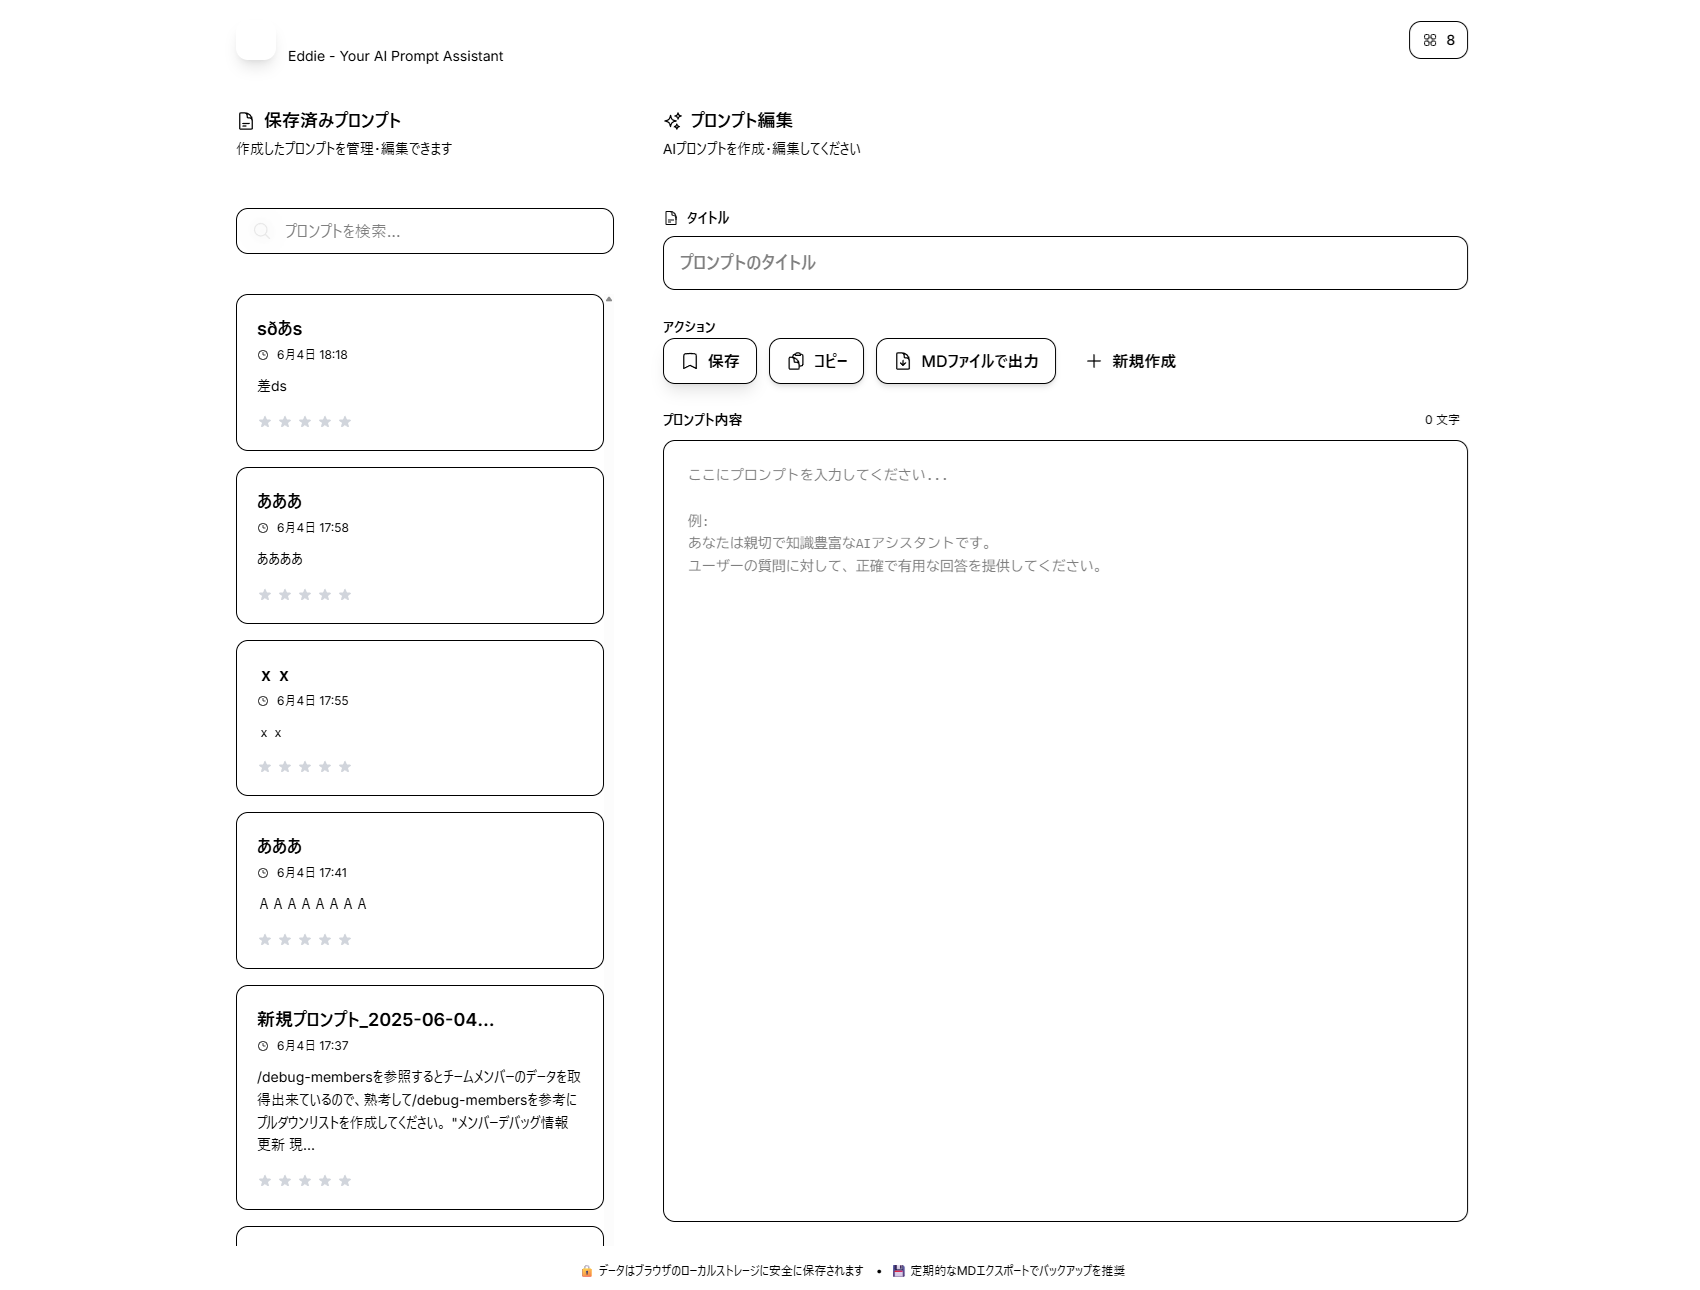 Eddie - Your AI Prompt Assistant
8
保存済みプロンプト
作成したプロンプトを管理・編集できます
プロンプトを検索...
sðあs
6月4日 18:18
差ds
あああ
6月4日 17:58
ああああ
ｘｘ
6月4日 17:55
ｘｘ
あああ
6月4日 17:41
ＡＡＡＡＡＡＡＡ
新規プロンプト_2025-06-04...
6月4日 17:37
/debug-membersを参照するとチームメンバーのデータを取
得出来ているので、熟考して/debug-membersを参考に
プルダウンリストを作成してください。 "メンバーデバッグ情報
更新 現...
プロンプト編集
AIプロンプトを作成・編集してください
タイトル
プロンプトのタイトル
アクション
保存 コピー MDファイルで出力 新規作成
プロンプト内容 0 文字
ここにプロンプトを入力してください...
例:
あなたは親切で知識豊富なAIアシスタントです。
ユーザーの質問に対して、正確で有用な回答を提供してください。
🔒 データはブラウザのローカルストレージに安全に保存されます • 💾 定期的なMDエクスポートでバックアップを推奨